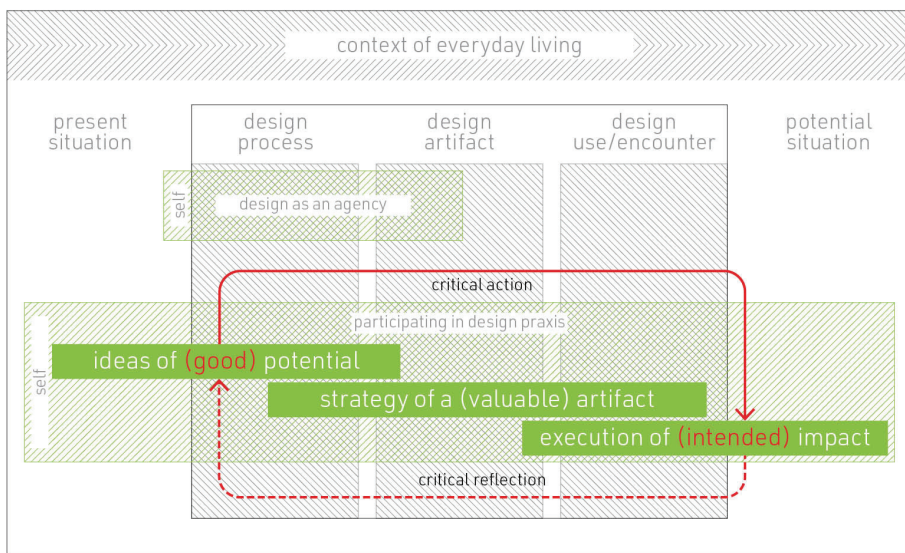 context of everyday living
present
situation
design
process
design
artifact
design
use/encounter
potential
situation
self
design as an agency
critical action
participating in design praxis
self
ideas of (good) potential
strategy of a (valuable) artifact
execution of (intended) impact
critical reflection